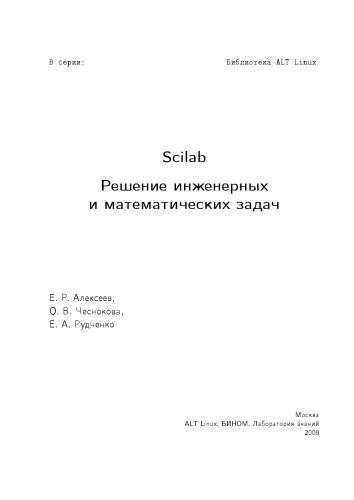 В серии: Библиотека ALT Linux
Scilab
Решение инженерных
и математических задач
Е. Р. Алексеев,
О. В. Чеснокова,
Е. А. Рудченко
Москва
ALT Linux; БИНОМ. Лаборатория знаний
2008